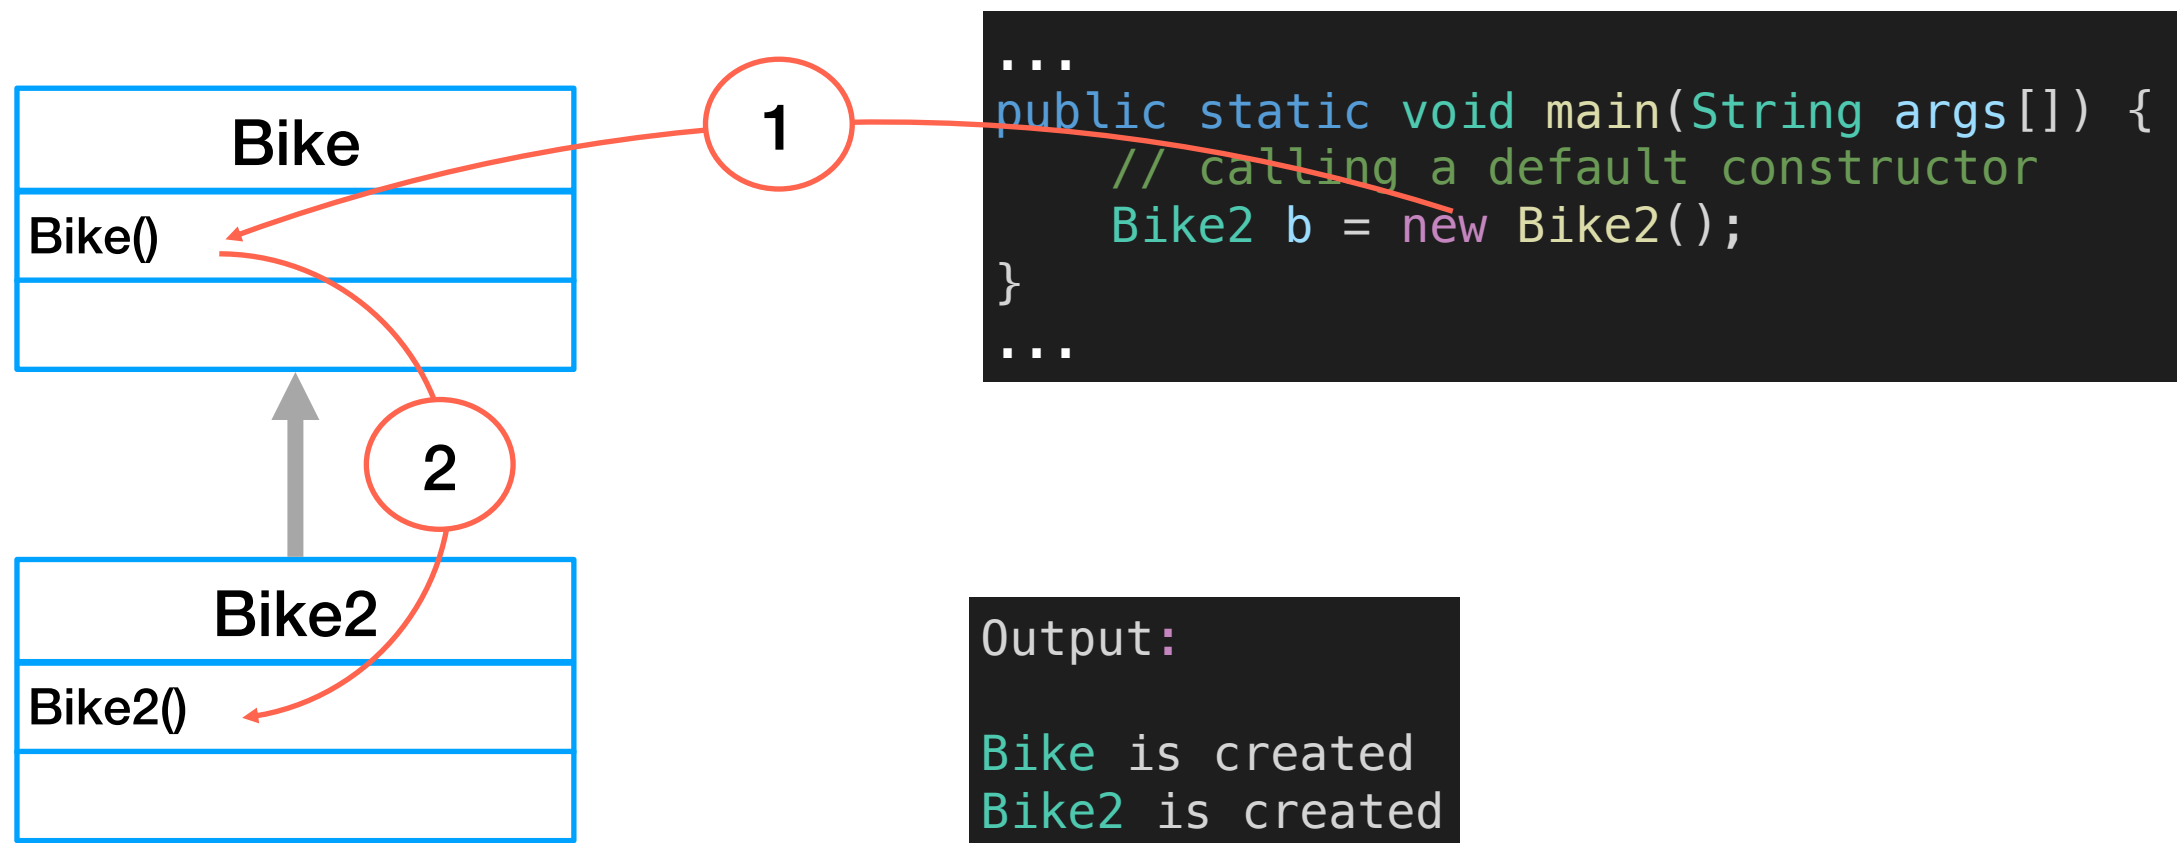 Bike
Bike()
1
2
Bike2
Bike2()
...
public static void main(String args[]) {
    // calling a default constructor
    Bike2 b = new Bike2();
}
...
Output:
Bike is created
Bike2 is created